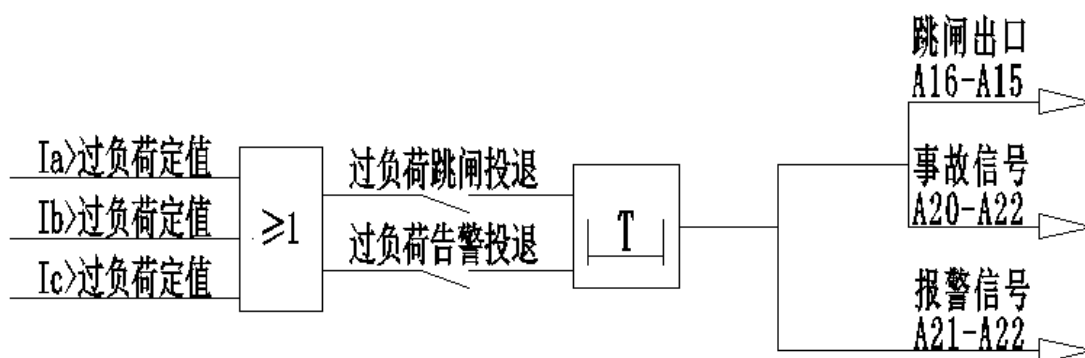 跳闸出口
A16-A15
Ia>过负荷定值
过负荷跳闸投退
事故信号
A20-A22
Ib>过负荷定值
≥1
T
过负荷告警投退
Ic>过负荷定值
报警信号
A21-A22